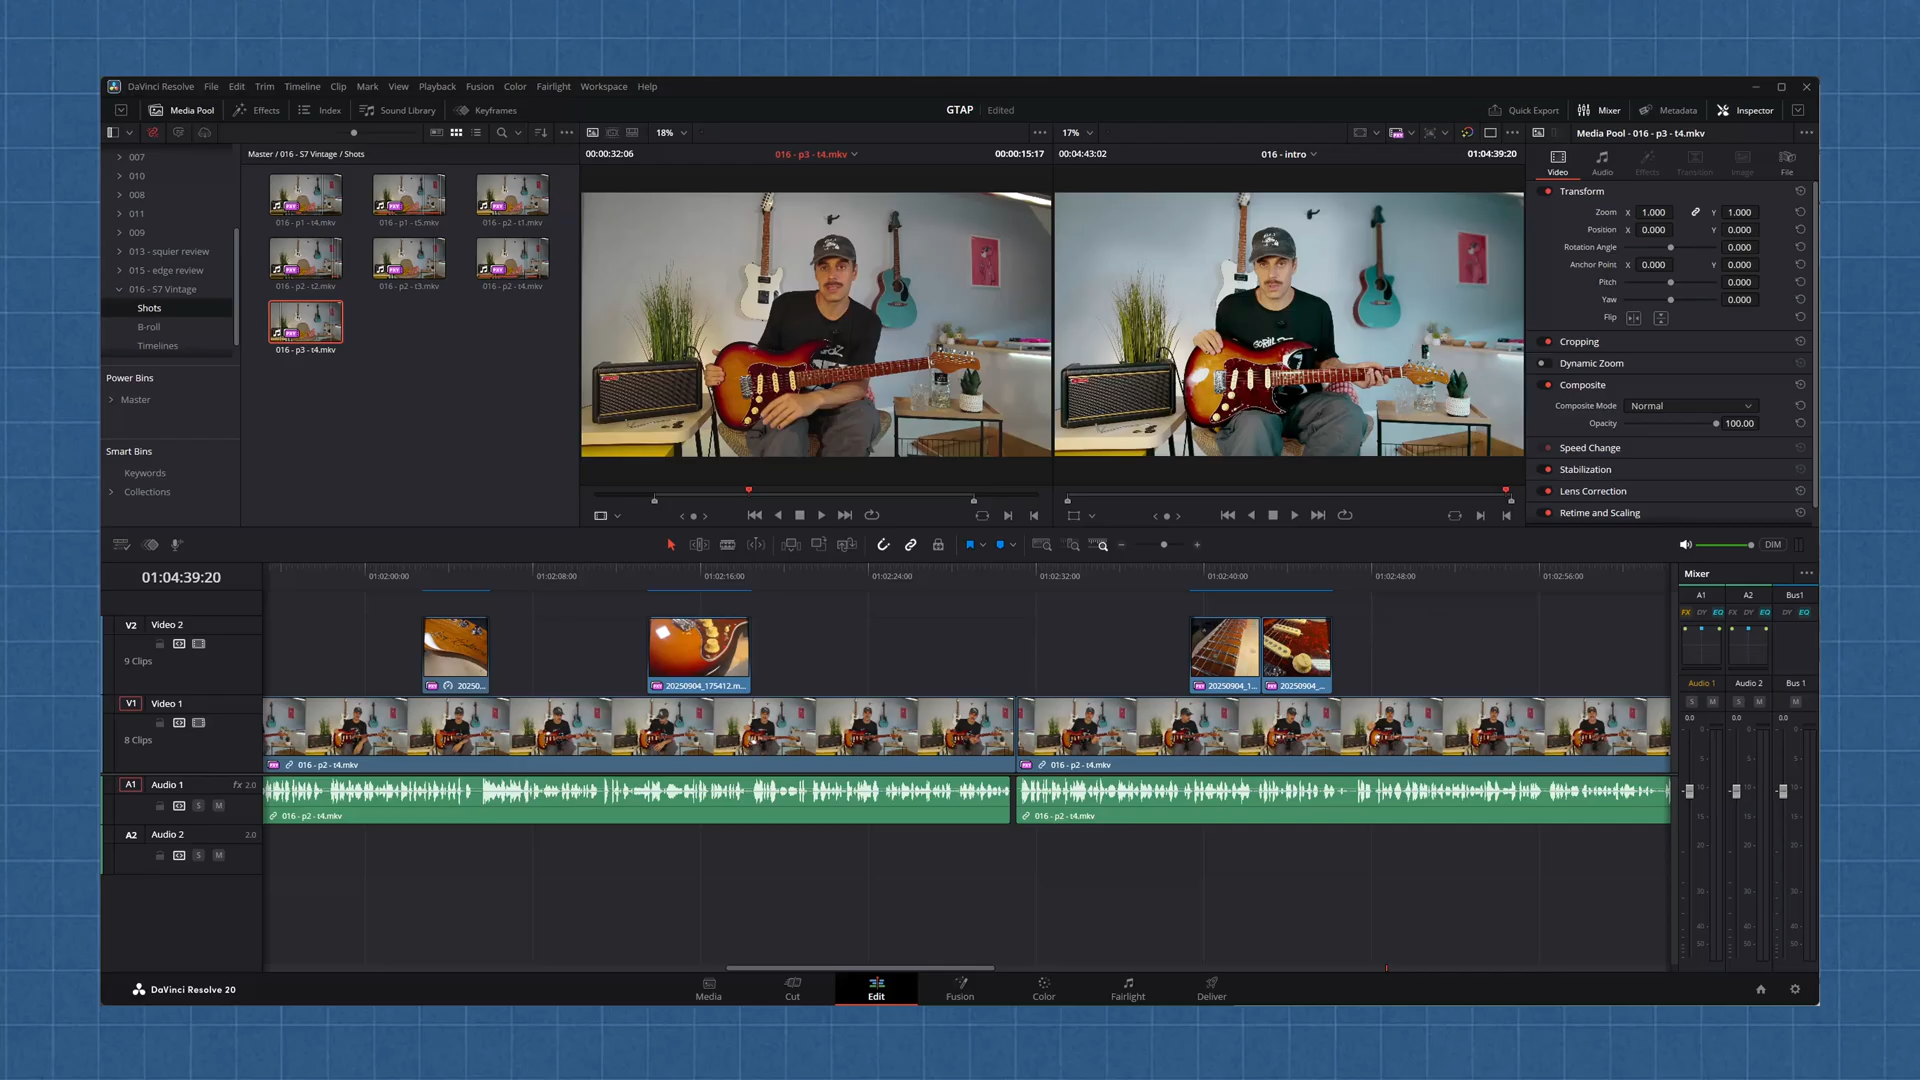 DaVinci Resolve File Edit Trim Timeline Clip Mark View Playback Fusion Color Fairlight Workspace Help
Media Pool Effects Index Sound Library Keyframes
GTAP Edited
Quick Export Mixer Metadata Inspector
18%
17%
Media Pool - 016 - p3 - t4.mkv
007
010
008
011
009
013 - squier review
015 - edge review
016 - S7 Vintage
Shots
B-roll
Timelines
Power Bins
Master
Smart Bins
Keywords
Collections
Master / 016 - S7 Vintage / Shots
016 - p1 - t4.mkv
016 - p1 - t5.mkv
016 - p2 - t1.mkv
016 - p2 - t2.mkv
016 - p2 - t3.mkv
016 - p2 - t4.mkv
016 - p3 - t4.mkv
00:00:32:06 016 - p3 - t4.mkv 00:00:15:17
00:04:43:02 016 - intro 01:04:39:20
Video Audio Effects Transition Image File
Transform
Zoom X 1.000 Y 1.000
Position X 0.000 Y 0.000
Rotation Angle 0.000
Anchor Point X 0.000 Y 0.000
Pitch 0.000
Yaw 0.000
Flip
Cropping
Dynamic Zoom
Composite
Composite Mode Normal
Opacity 100.00
Speed Change
Stabilization
Lens Correction
Retime and Scaling
DIM
01:04:39:20
01:02:00:00 01:02:08:00 01:02:16:00 01:02:24:00 01:02:32:00 01:02:40:00 01:02:48:00 01:02:56:00
V2 Video 2
9 Clips
20250...
20250904_175412.m...
20250904_1...
20250904_...
V1 Video 1
8 Clips
016 - p2 - t4.mkv
016 - p2 - t4.mkv
A1 Audio 1 fx 2.0
S M
016 - p2 - t4.mkv
016 - p2 - t4.mkv
A2 Audio 2 2.0
S M
Mixer
A1 A2 Bus1
FX DY EQ FX DY EQ DY EQ
Audio 1 Audio 2 Bus 1
S M S M M
0.0 0.0 0.0
DaVinci Resolve 20
Media Cut Edit Fusion Color Fairlight Deliver